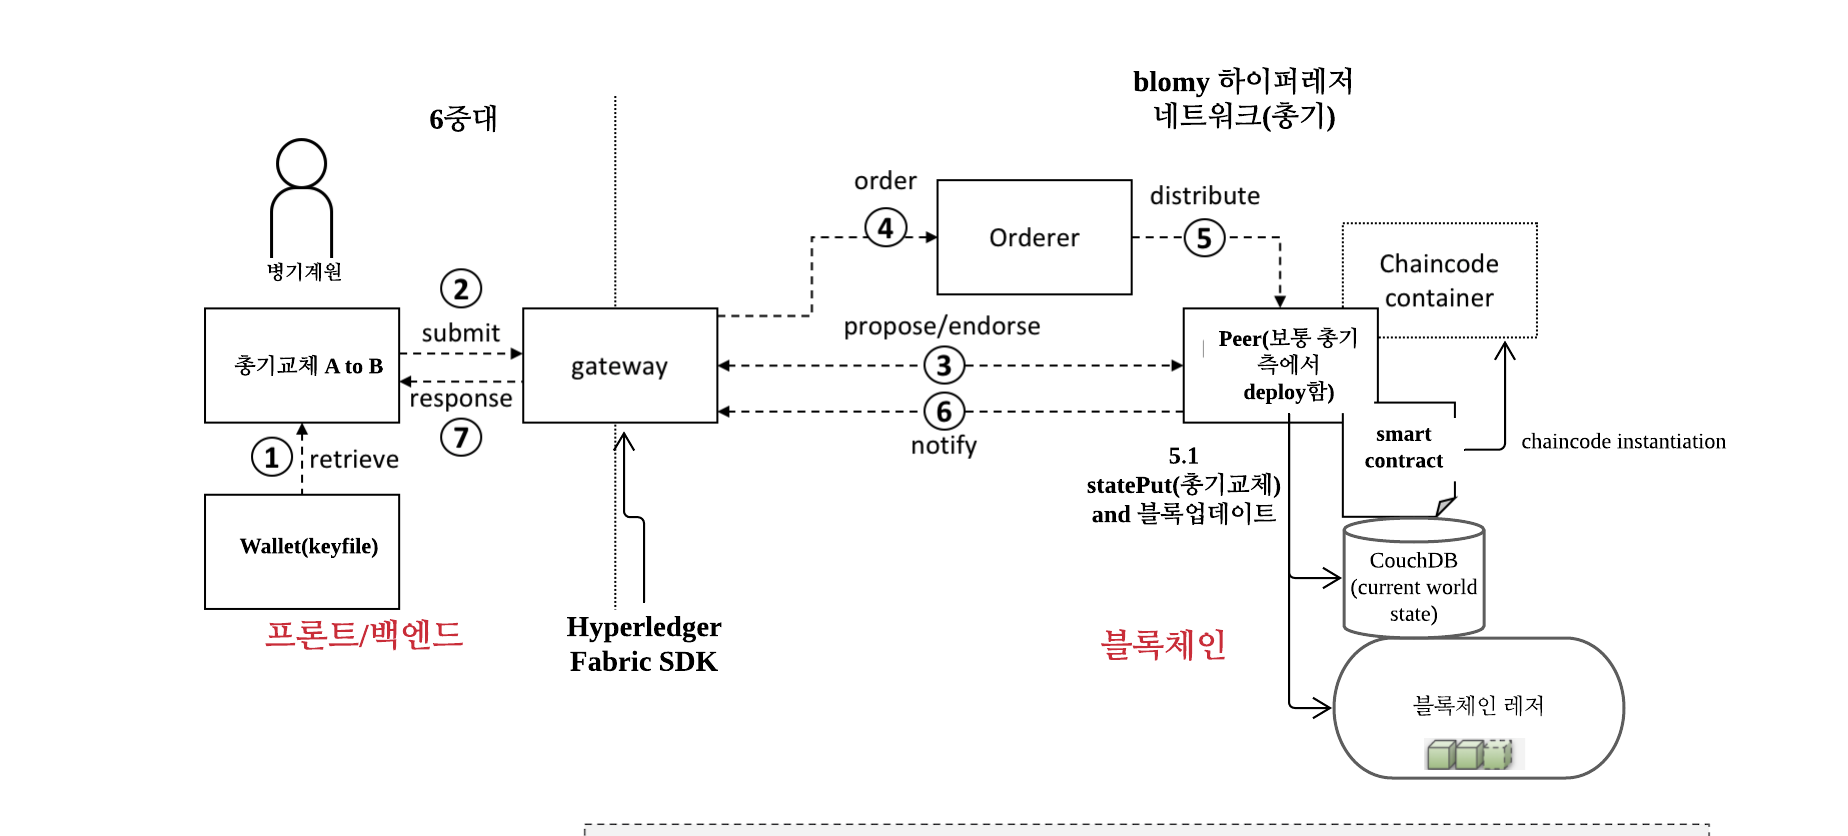 6중대
blomy 하이퍼레저
네트워크(총기)
병기계원
order
4
Orderer
distribute
5
Chaincode
container
2
submit
총기교체 A to B
response
7
gateway
propose/endorse
3
6
notify
Peer(보통 총기
측에서
deploy함)
smart
contract
chaincode instantiation
1
retrieve
Wallet(keyfile)
5.1
statePut(총기교체)
and 블록업데이트
CouchDB
(current world
state)
프론트/백엔드
Hyperledger
Fabric SDK
블록체인
블록체인 레저